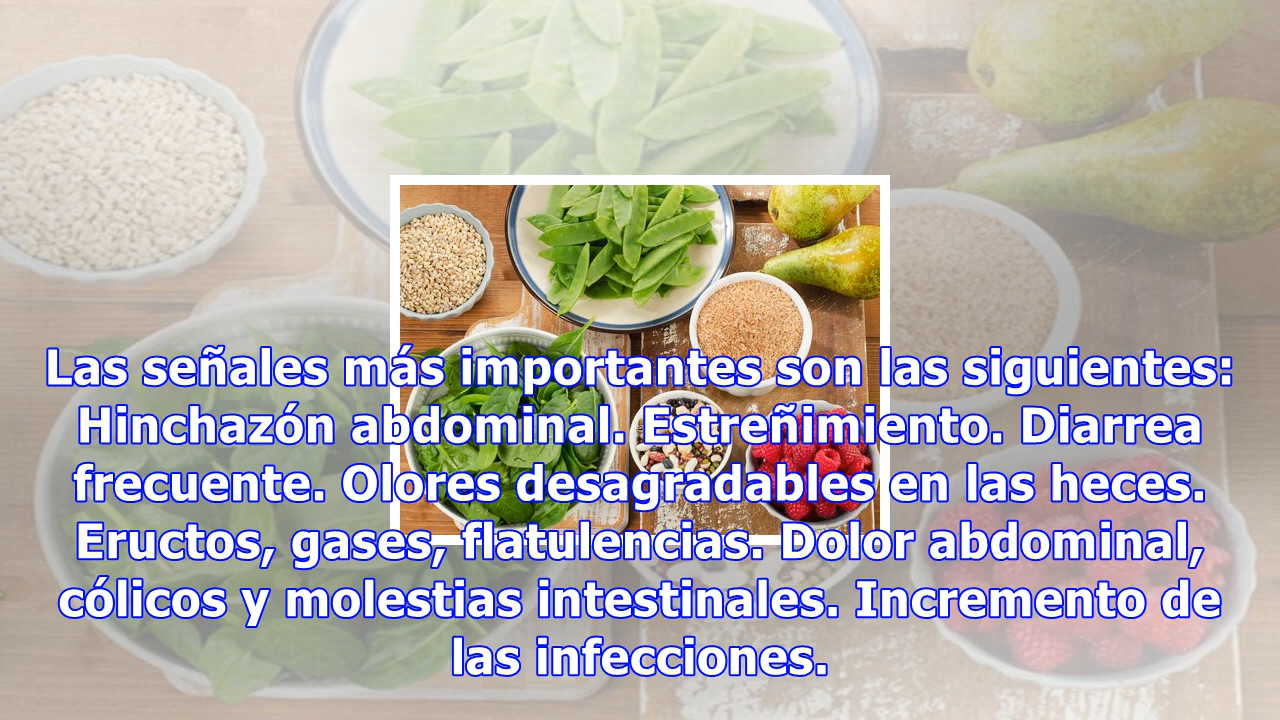 Las señales más importantes son las siguientes:
Hinchazón abdominal. Estreñimiento. Diarrea
frecuente. Olores desagradables en las heces.
Eructos, gases, flatulencias. Dolor abdominal,
cólicos y molestias intestinales. Incremento de
las infecciones.